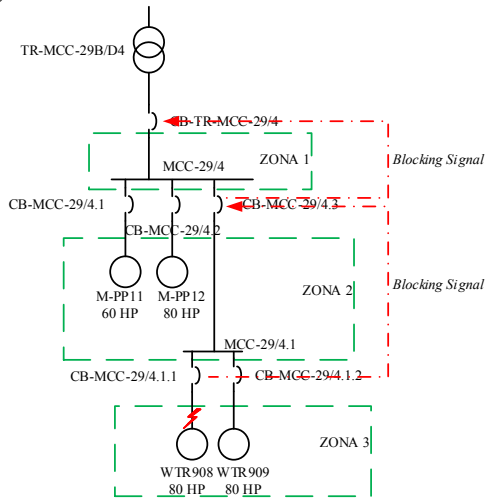 TR-MCC-29B/D4
CB-TR-MCC-29/4
ZONA 1
MCC-29/4
Blocking Signal
CB-MCC-29/4.1
CB-MCC-29/4.3
CB-MCC-29/4.2
M-PP11
60 HP
M-PP12
80 HP
ZONA 2
Blocking Signal
MCC-29/4.1
CB-MCC-29/4.1.1
CB-MCC-29/4.1.2
ZONA 3
WTR908
80 HP
WTR909
80 HP